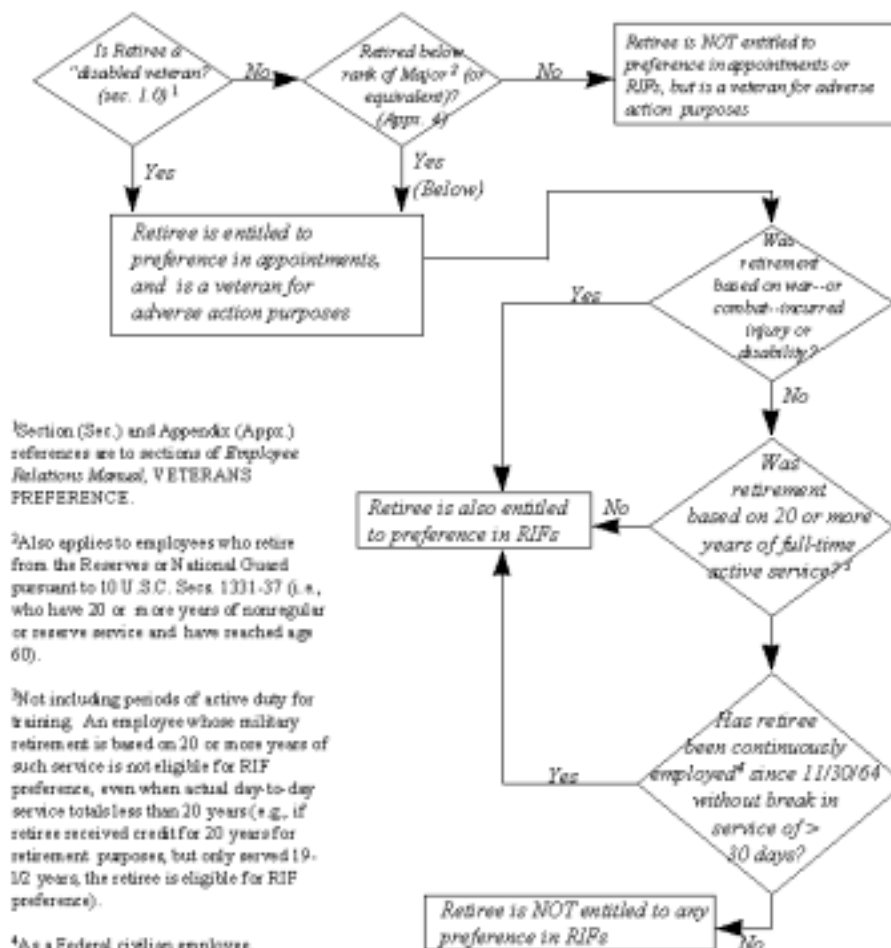 Is Retiree a
"disabled veteran?
(sec. 1.0) 1
No
Retired below
rank of Major 2 (or
equivalent)?
(Appx. 4)
No
Retiree is NOT entitled to
preference in appointments or
RIFs, but is a veteran for adverse
action purposes
Yes
Yes
(Below)
Retiree is entitled to
preference in appointments,
and is a veteran for
adverse action purposes
Was
retirement
based on war--or
combat--incurred
injury or
disability?
Yes
No
1Section (Sec.) and Appendix (Appx.)
references are to sections of Employee
Relations Manual, VETERANS
PREFERENCE.
Retiree is also entitled
to preference in RIFs
No
Was
retirement
based on 20 or more
years of full-time
active service? 3
2Also applies to employees who retire
from the Reserves or National Guard
pursuant to 10 U.S.C. Secs. 1331-37 (i.e.,
who have 20 or more years of nonregular
or reserve service and have reached age
60).
3Not including periods of active duty for
training. An employee whose military
retirement is based on 20 or more years of
such service is not eligible for RIF
preference, even when actual day-to-day
service totals less than 20 years (e.g., if
retiree received credit for 20 years for
retirement purposes, but only served 19-
1/2 years, the retiree is eligible for RIF
preference).
Has retiree
been continuously
employed4 since 11/30/64
without break in
service of >
30 days?
Yes
No
Retiree is NOT entitled to any
preference in RIFs
4As a Federal civilian employee